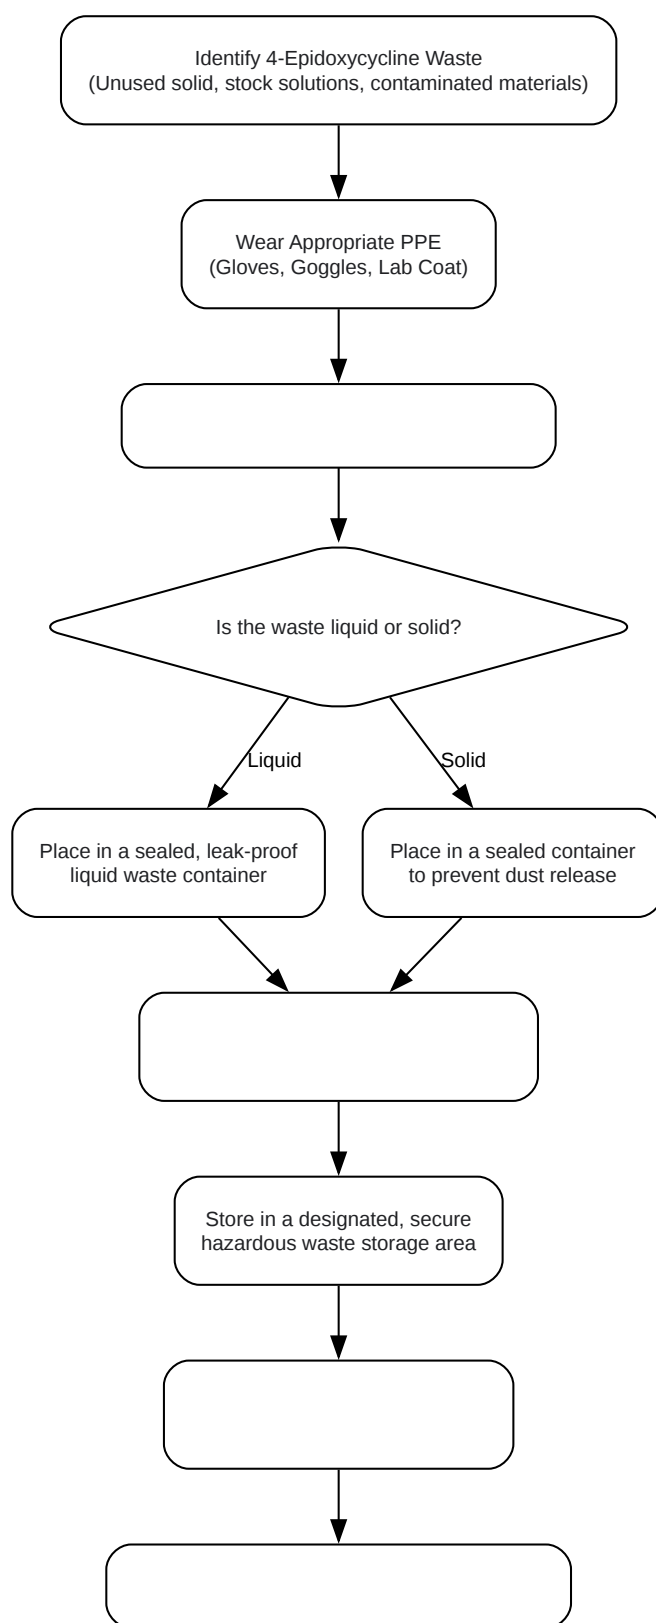 Identify 4-Epidoxycycline Waste
(Unused solid, stock solutions, contaminated materials)
Wear Appropriate PPE
(Gloves, Goggles, Lab Coat)
Is the waste liquid or solid?
Liquid
Solid
Place in a sealed, leak-proof
liquid waste container
Place in a sealed container
to prevent dust release
Store in a designated, secure
hazardous waste storage area